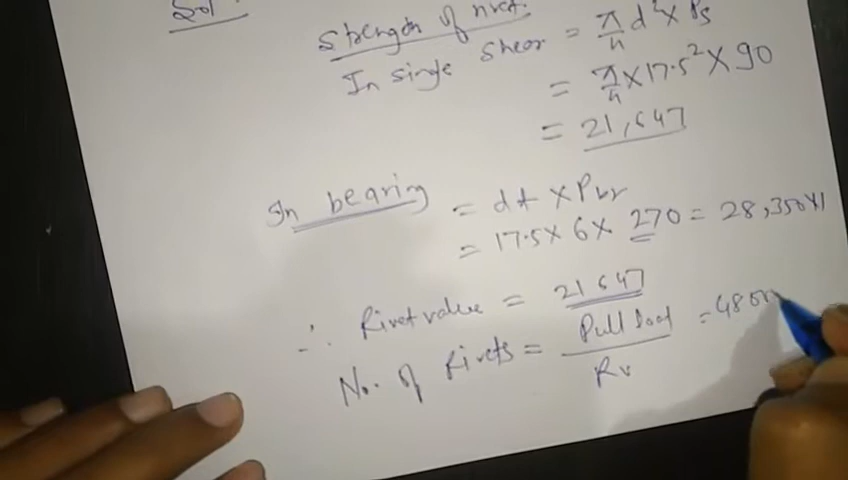 Sol :
Strength of rivet.
In single shear = π/4 d² x Ps
= π/4 x 17.5² x 90
= 21,647
In bearing = dt x Pbr
= 17.5 x 6 x 270 = 28,350
∴ Rivet value = 21647
No. of Rivets = Pull load / Rv =